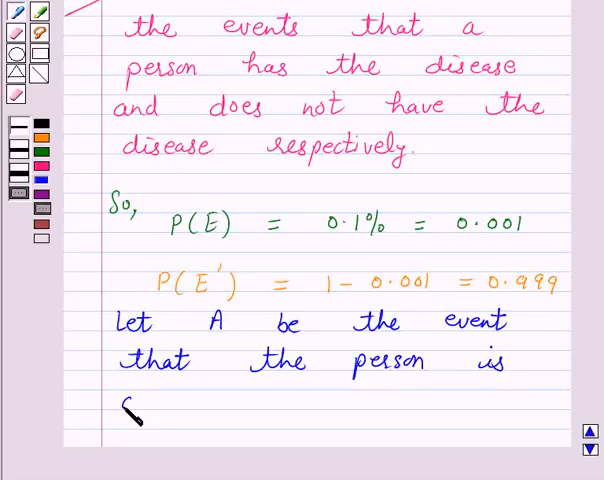 the events that a
person has the disease
and does not have the
disease respectively.
So,
P(E) = 0.1% = 0.001
P(E') = 1 - 0.001 = 0.999
Let A be the event
that the person is